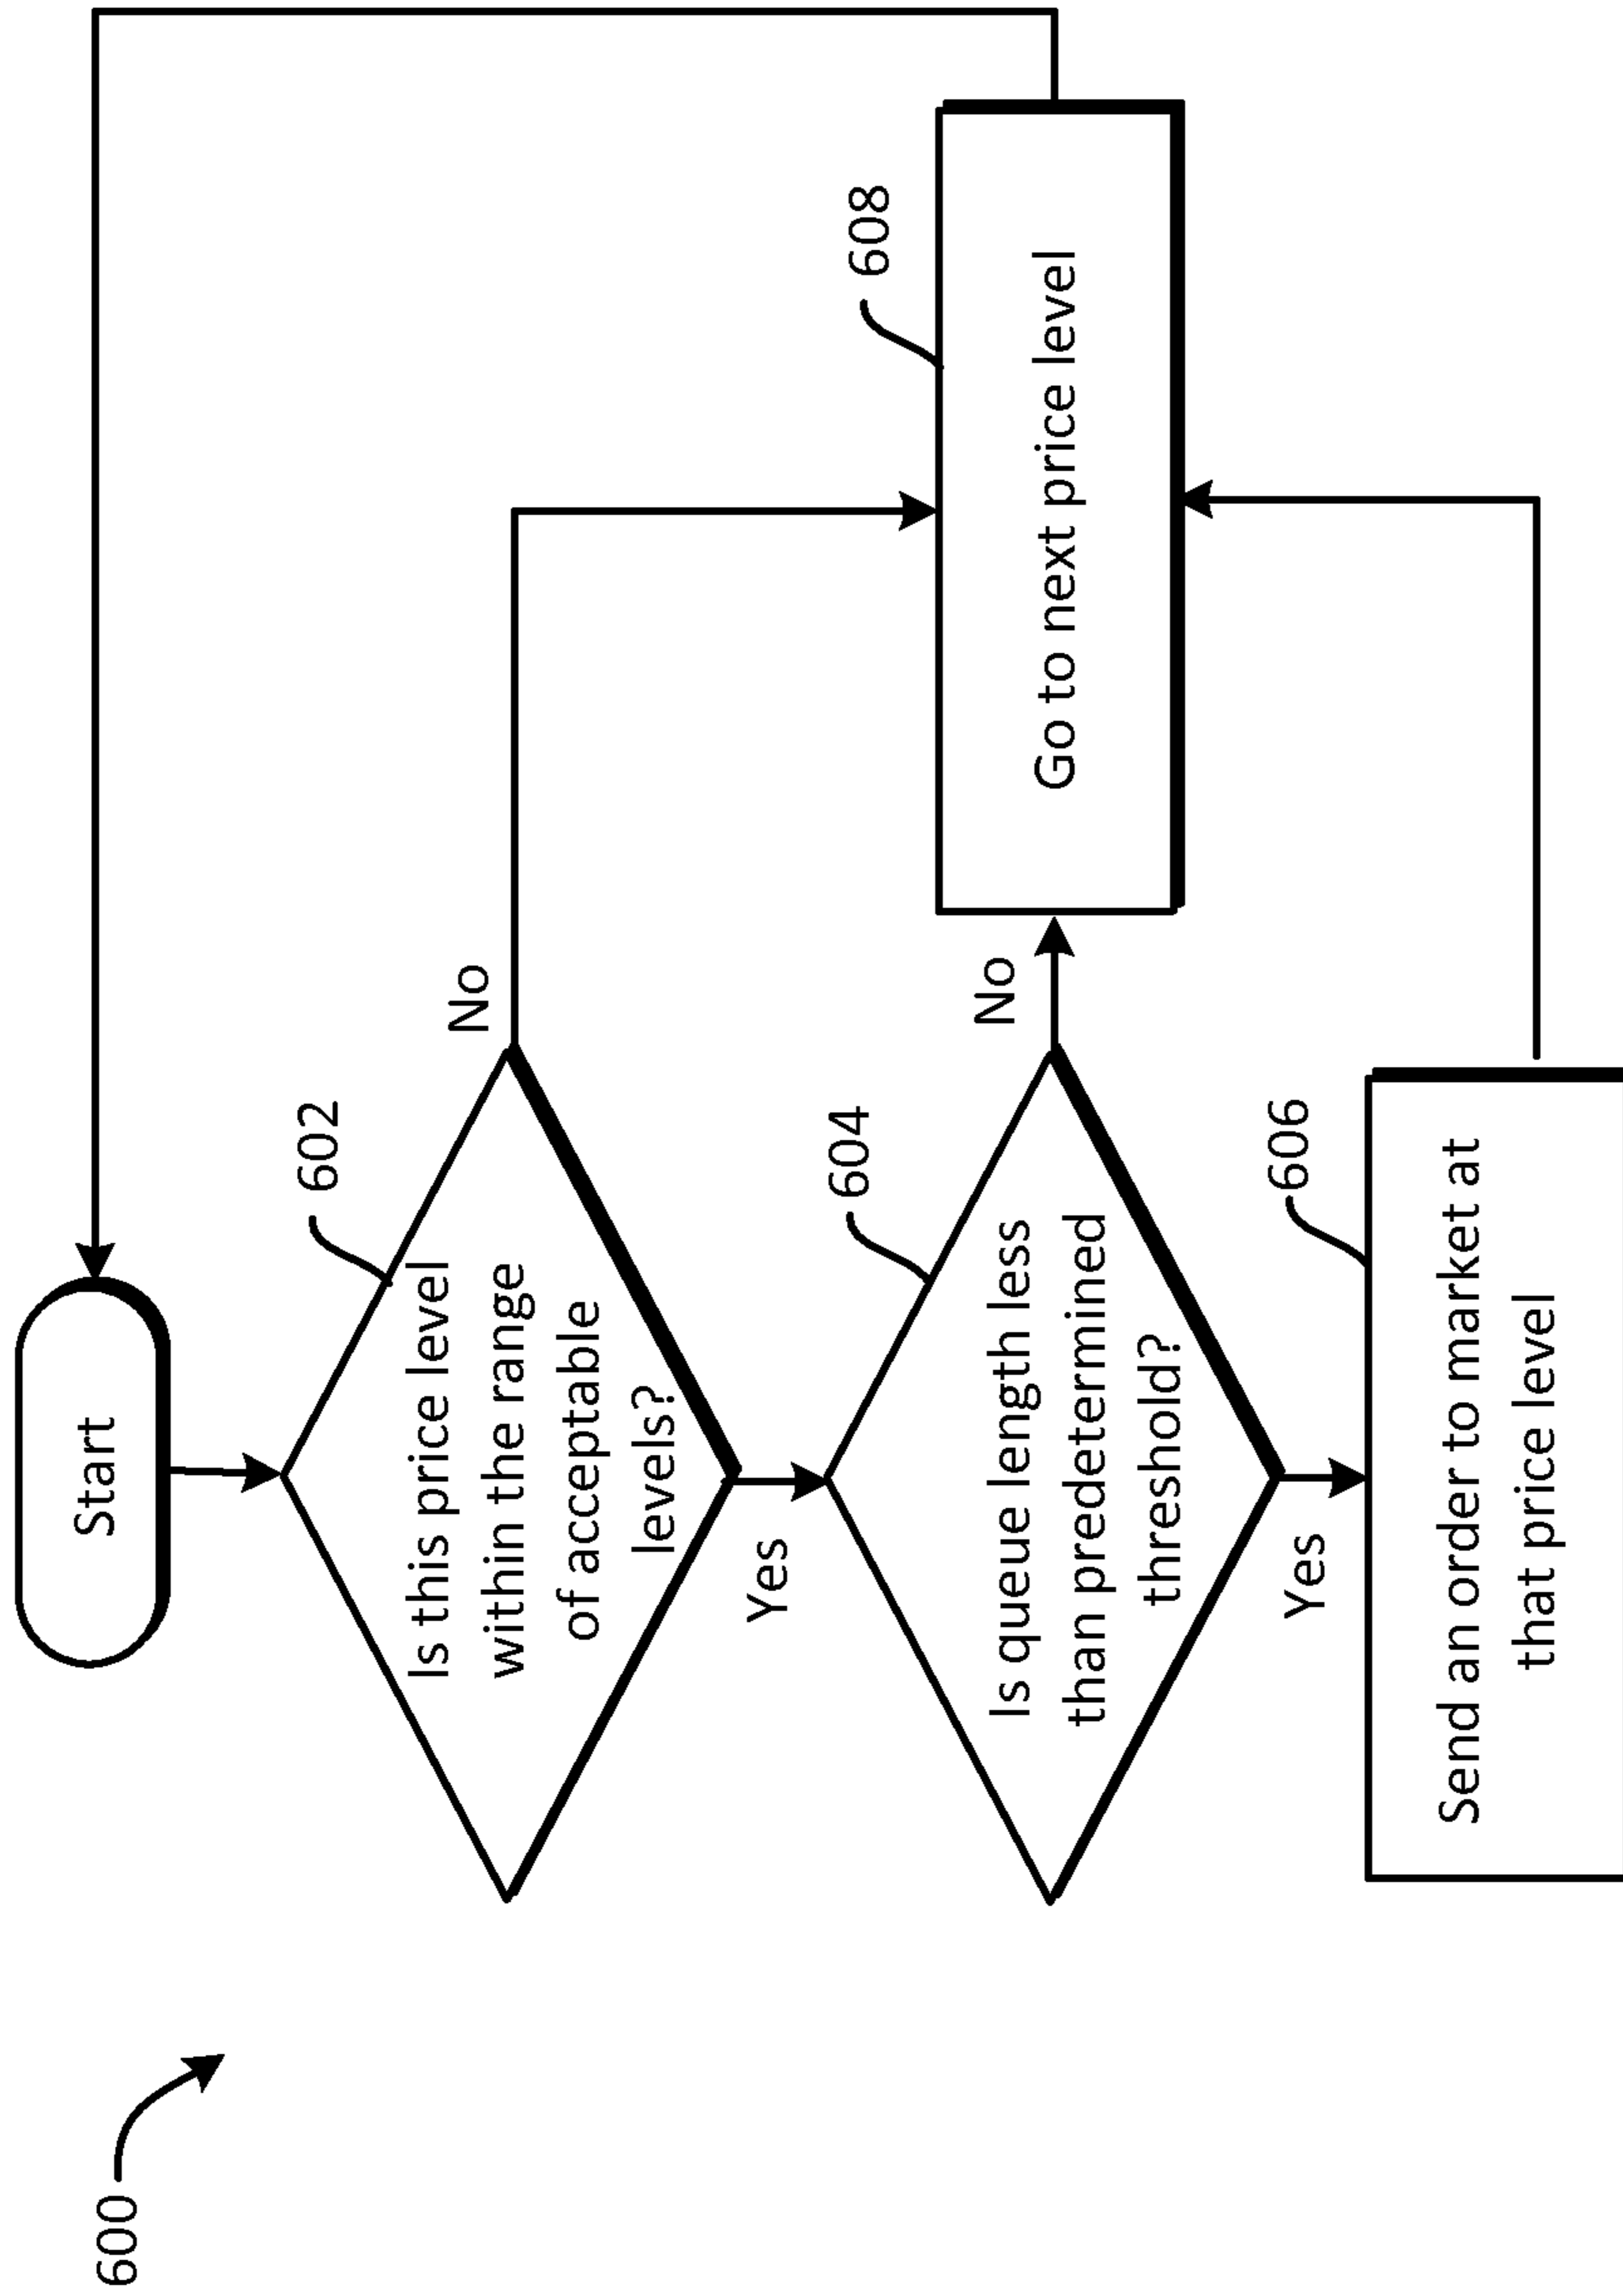 600
Start
602
Is this price level
within the range
of acceptable
levels?
No
Yes
604
Is queue length less
than predetermined
threshold?
No
608
Go to next price level
Yes
606
Send an order to market at
that price level